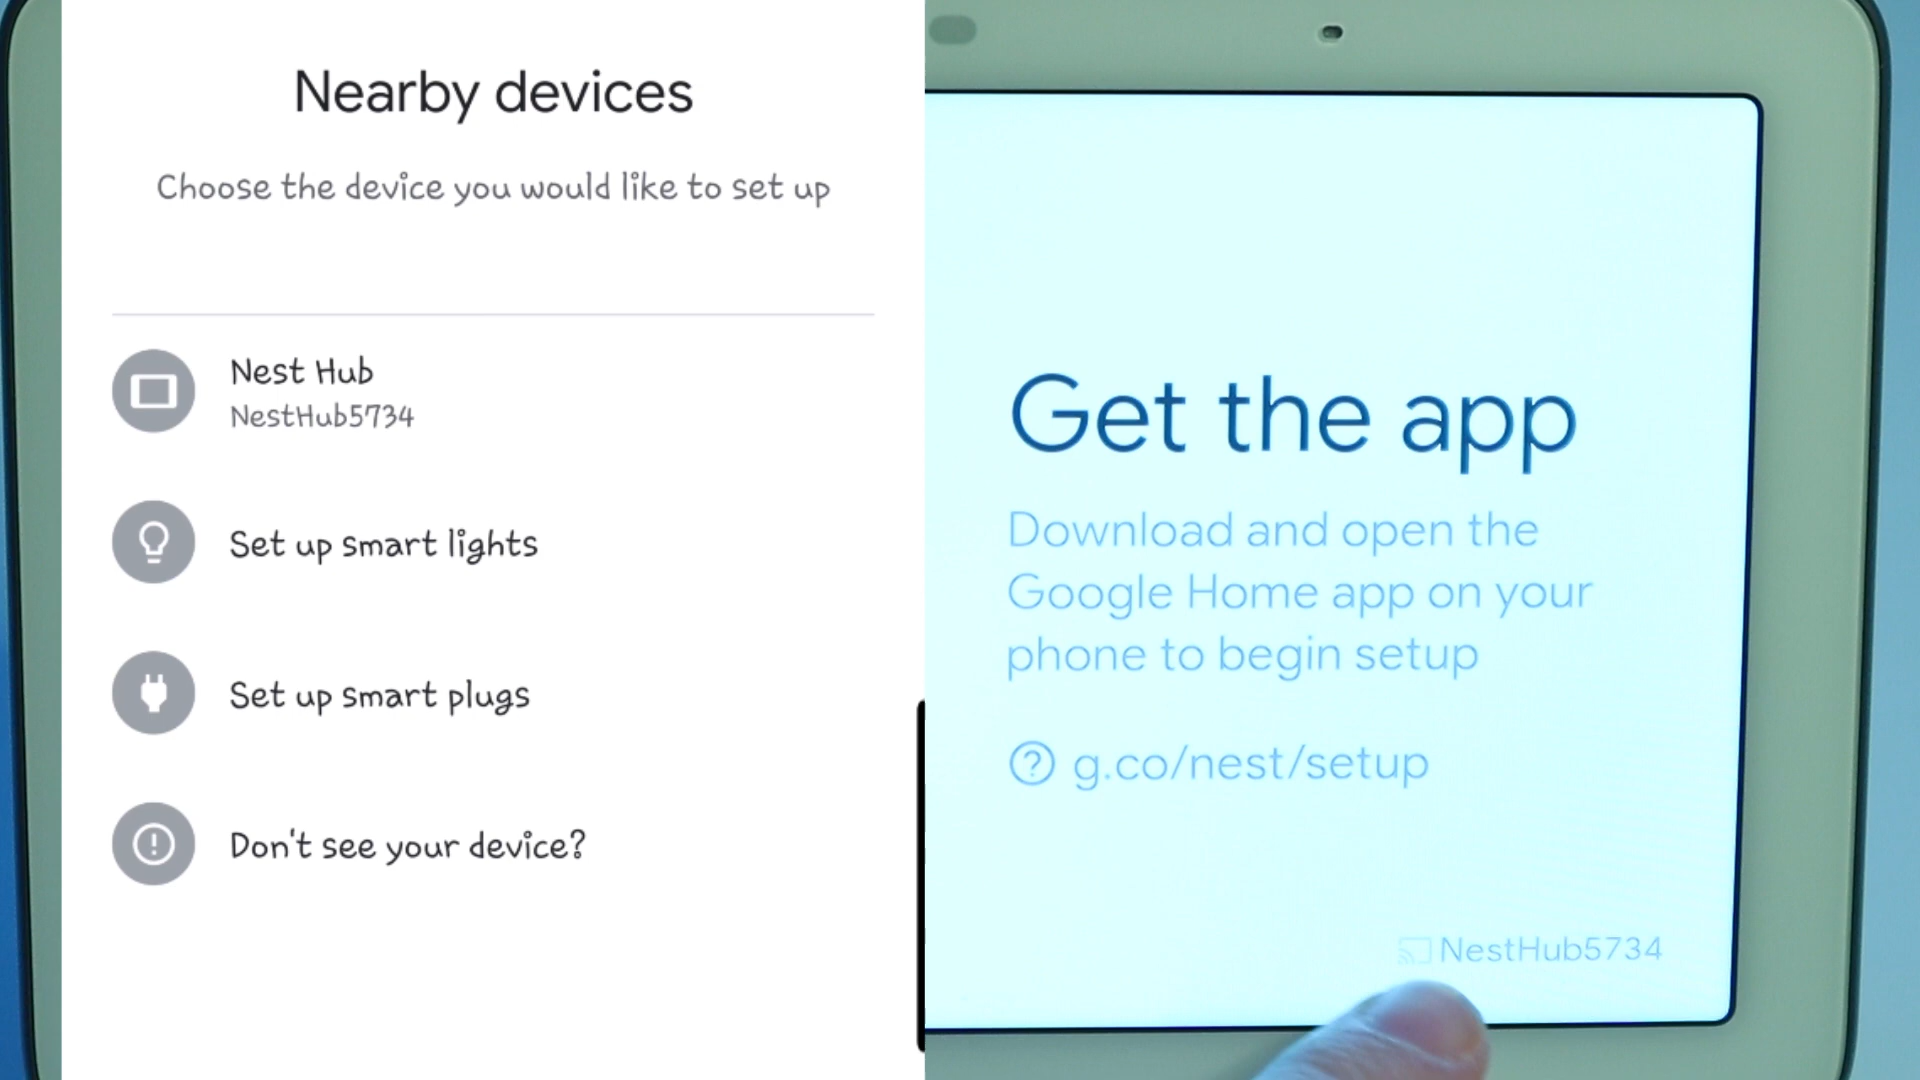 Nearby devices
Choose the device you would like to set up
Nest Hub
NestHub5734
Set up smart lights
Set up smart plugs
Don't see your device?
Get the app
Download and open the
Google Home app on your
phone to begin setup
g.co/nest/setup
NestHub5734